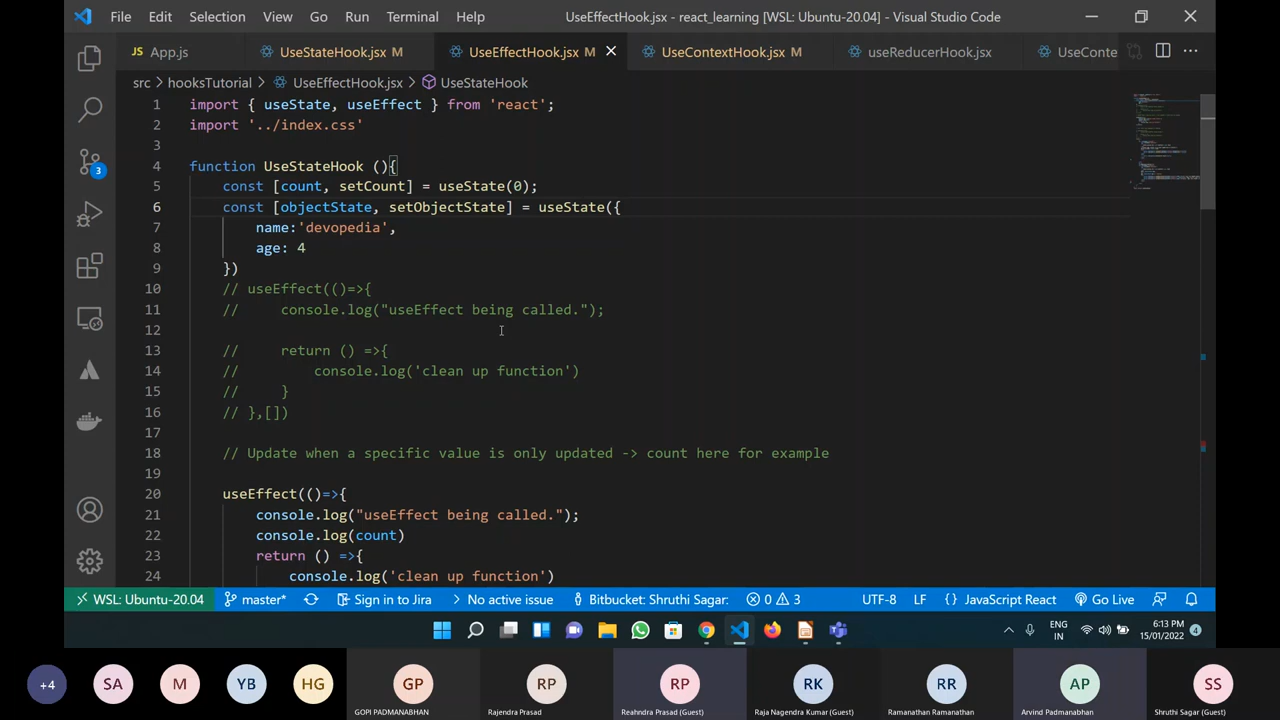 File Edit Selection View Go Run Terminal Help UseEffectHook.jsx - react_learning [WSL: Ubuntu-20.04] - Visual Studio Code
JS App.js UseStateHook.jsx M UseEffectHook.jsx M UseContextHook.jsx M useReducerHook.jsx UseConte
src > hooksTutorial > UseEffectHook.jsx > UseStateHook
1 import { useState, useEffect } from 'react';
2 import '../index.css'
3
4 function UseStateHook (){
5 const [count, setCount] = useState(0);
6 const [objectState, setObjectState] = useState({
7 name:'devopedia',
8 age: 4
9 })
10 // useEffect(()=>{
11 // console.log("useEffect being called.");
12
13 // return () =>{
14 // console.log('clean up function')
15 // }
16 // },[])
17
18 // Update when a specific value is only updated -> count here for example
19
20 useEffect(()=>{
21 console.log("useEffect being called.");
22 console.log(count)
23 return () =>{
24 console.log('clean up function')
3
WSL: Ubuntu-20.04 master* Sign in to Jira No active issue Bitbucket: Shruthi Sagar: 0 3 UTF-8 LF {} JavaScript React Go Live
ENG
IN
6:13 PM
15/01/2022
4
+4 SA M YB HG GP RP RP RK RR AP SS
GOPI PADMANABHAN Rajendra Prasad Reahndra Prasad (Guest) Raja Nagendra Kumar (Guest) Ramanathan Ramanathan Arvind Padmanabhan Shruthi Sagar (Guest)